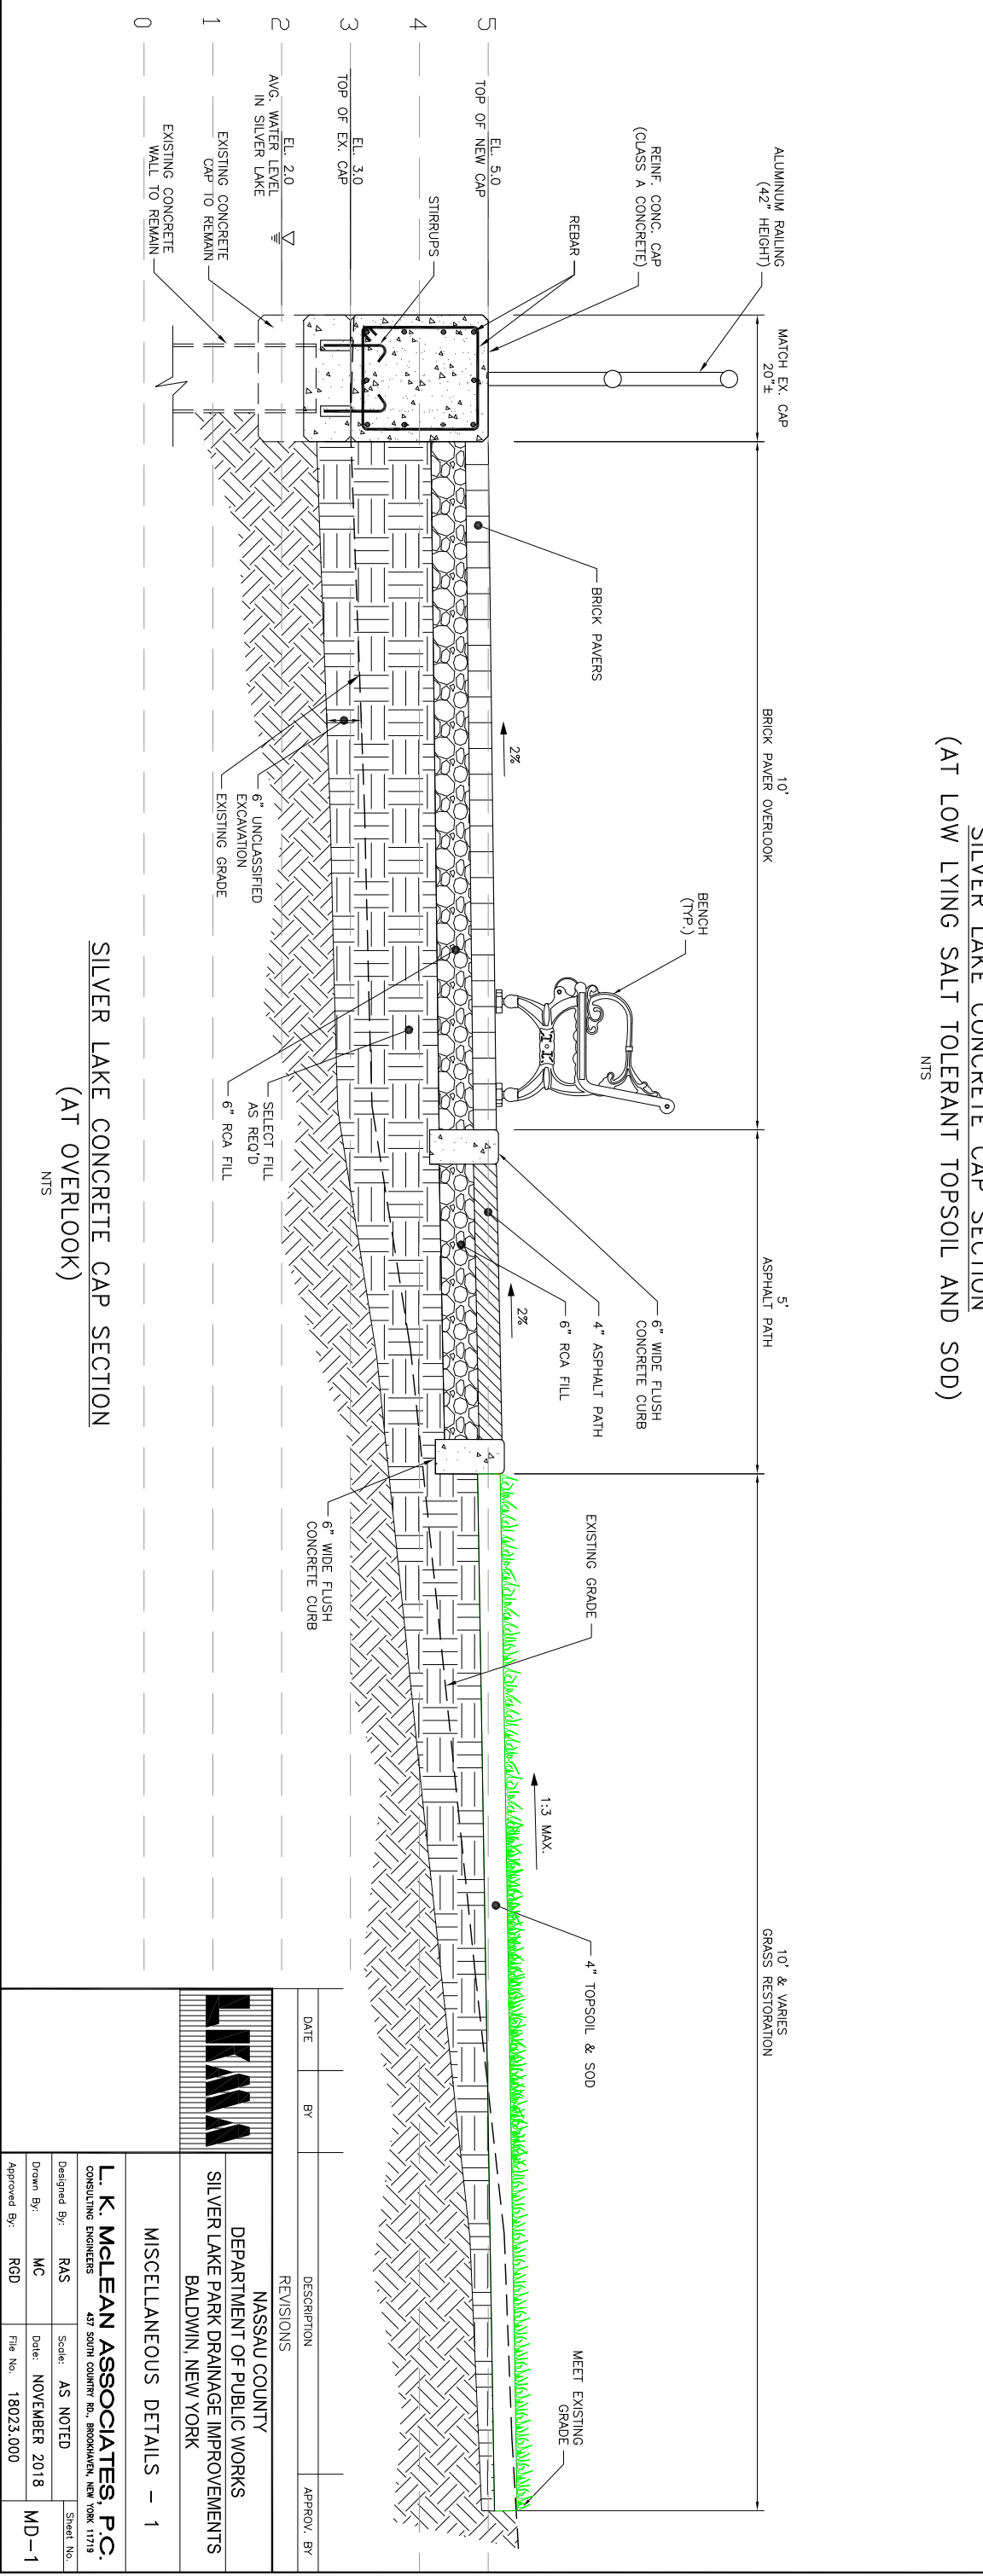 SILVER LAKE CONCRETE CAP SECTION
(AT LOW LYING SALT TOLERANT TOPSOIL AND SOD)
NTS
MATCH EX. CAP
20"±
10'
BRICK PAVER OVERLOOK
5'
ASPHALT PATH
10' & VARIES
GRASS RESTORATION
ALUMINUM RAILING
(42" HEIGHT)
REINF. CONC. CAP
(CLASS A CONCRETE)
REBAR
EL. 5.0
TOP OF NEW CAP
STIRRUPS
EL. 3.0
TOP OF EX. CAP
EL. 2.0
AVG. WATER LEVEL
IN SILVER LAKE
EXISTING CONCRETE
CAP TO REMAIN
EXISTING CONCRETE
WALL TO REMAIN
5
4
3
2
1
0
BRICK PAVERS
2%
BENCH
(TYP.)
6" UNCLASSIFIED
EXCAVATION
EXISTING GRADE
SELECT FILL
AS REQ'D
6" RCA FILL
6" WIDE FLUSH
CONCRETE CURB
4" ASPHALT PATH
6" RCA FILL
2%
6" WIDE FLUSH
CONCRETE CURB
EXISTING GRADE
1:3 MAX.
4" TOPSOIL & SOD
MEET EXISTING
GRADE
SILVER LAKE CONCRETE CAP SECTION
(AT OVERLOOK)
NTS
DATE BY DESCRIPTION APPROV. BY
REVISIONS
LKMA
NASSAU COUNTY
DEPARTMENT OF PUBLIC WORKS
SILVER LAKE PARK DRAINAGE IMPROVEMENTS
BALDWIN, NEW YORK
MISCELLANEOUS DETAILS - 1
L. K. McLEAN ASSOCIATES, P.C.
CONSULTING ENGINEERS 437 SOUTH COUNTRY RD., BROOKHAVEN, NEW YORK 11719
Designed By: RAS Scale: AS NOTED Sheet No.
Drawn By: MC Date: NOVEMBER 2018 MD-1
Approved By: RGD File No. 18023.000